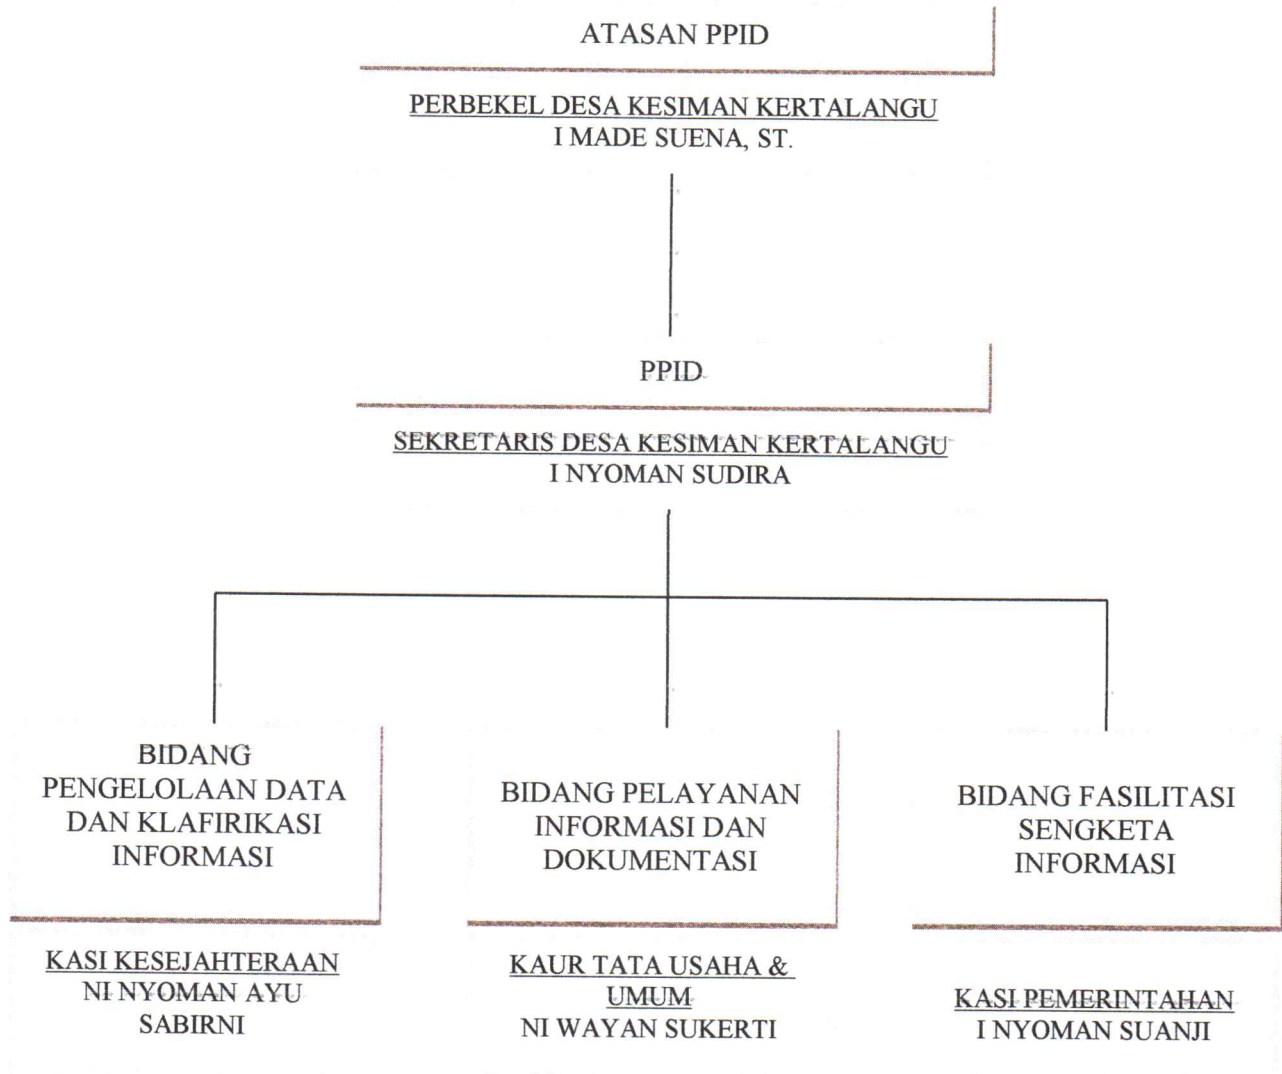 ATASAN PPID
PERBEKEL DESA KESIMAN KERTALANGU
I MADE SUENA, ST.
PPID
SEKRETARIS DESA KESIMAN KERTALANGU
I NYOMAN SUDIRA
BIDANG
PENGELOLAAN DATA
DAN KLAFIRIKASI
INFORMASI
KASI KESEJAHTERAAN
NI NYOMAN AYU
SABIRNI
BIDANG PELAYANAN
INFORMASI DAN
DOKUMENTASI
KAUR TATA USAHA &
UMUM
NI WAYAN SUKERTI
BIDANG FASILITASI
SENGKETA
INFORMASI
KASI PEMERINTAHAN
I NYOMAN SUANJI